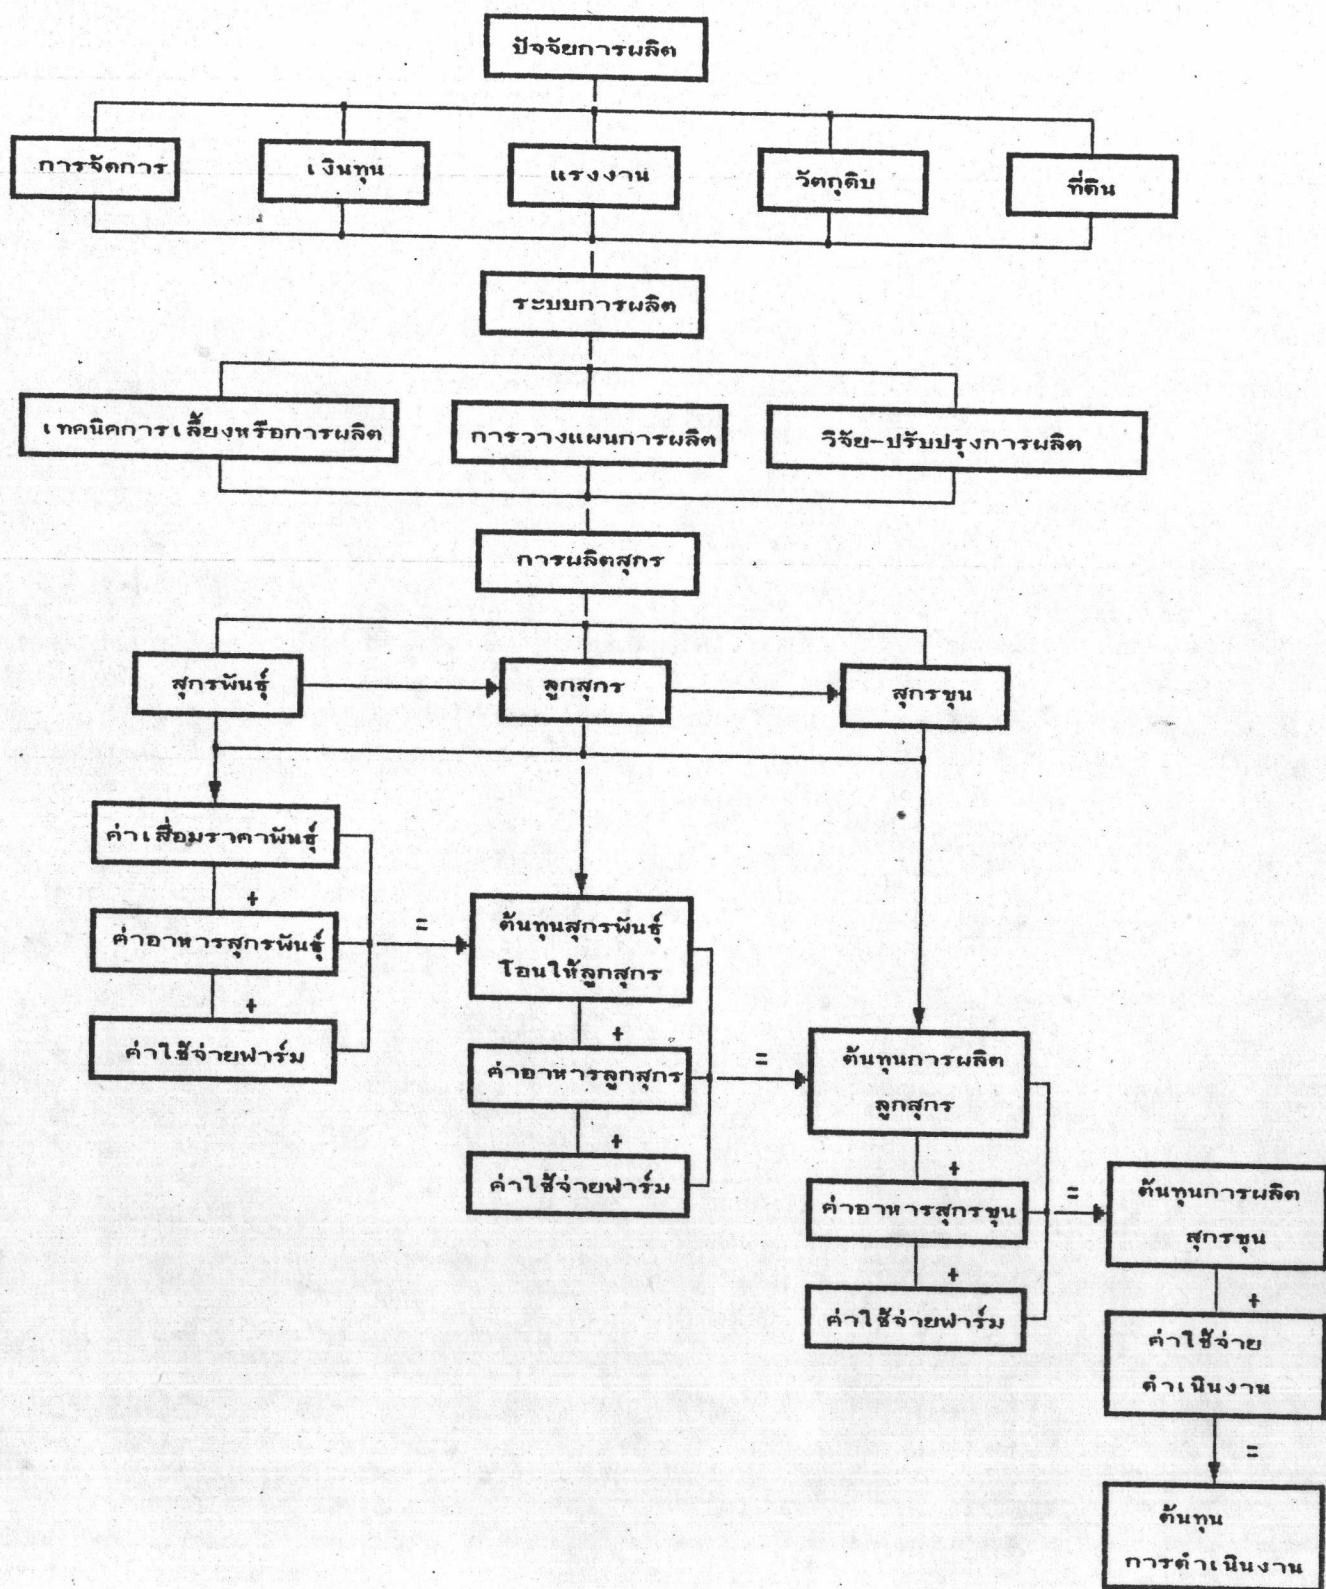 ปัจจัยการผลิต
การจัดการ
เงินทุน
แรงงาน
วัตถุดิบ
ที่ดิน
ระบบการผลิต
เทคนิคการเลี้ยงหรือการผลิต
การวางแผนการผลิต
วิจัย-ปรับปรุงการผลิต
การผลิตสุกร
สุกรพันธุ์
ลูกสุกร
สุกรขุน
ค่าเสื่อมราคาพันธุ์
+
ค่าอาหารสุกรพันธุ์
+
ค่าใช้จ่ายฟาร์ม
=
ต้นทุนสุกรพันธุ์
โอนให้ลูกสุกร
+
ค่าอาหารลูกสุกร
+
ค่าใช้จ่ายฟาร์ม
=
ต้นทุนการผลิต
ลูกสุกร
+
ค่าอาหารสุกรขุน
+
ค่าใช้จ่ายฟาร์ม
=
ต้นทุนการผลิต
สุกรขุน
+
ค่าใช้จ่าย
ดำเนินงาน
=
ต้นทุน
การดำเนินงาน